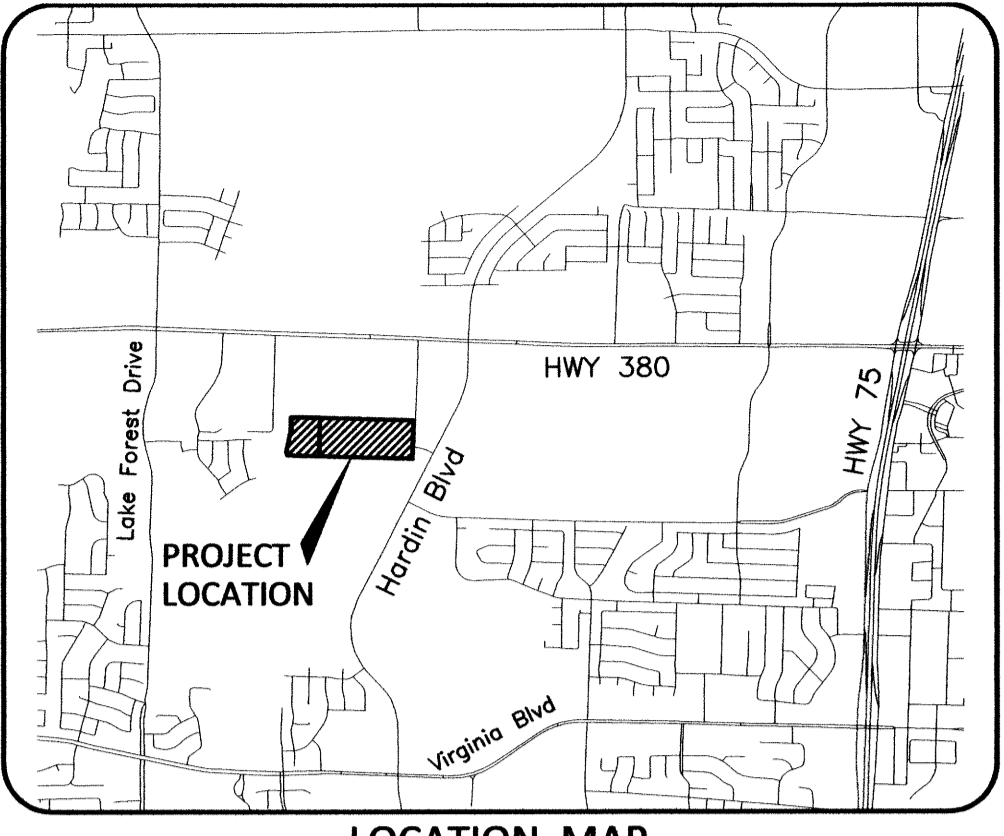 HWY 380
Lake Forest Drive
HWY 75
Hardin Blvd
PROJECT
LOCATION
Virginia Blvd
LOCATION MAP